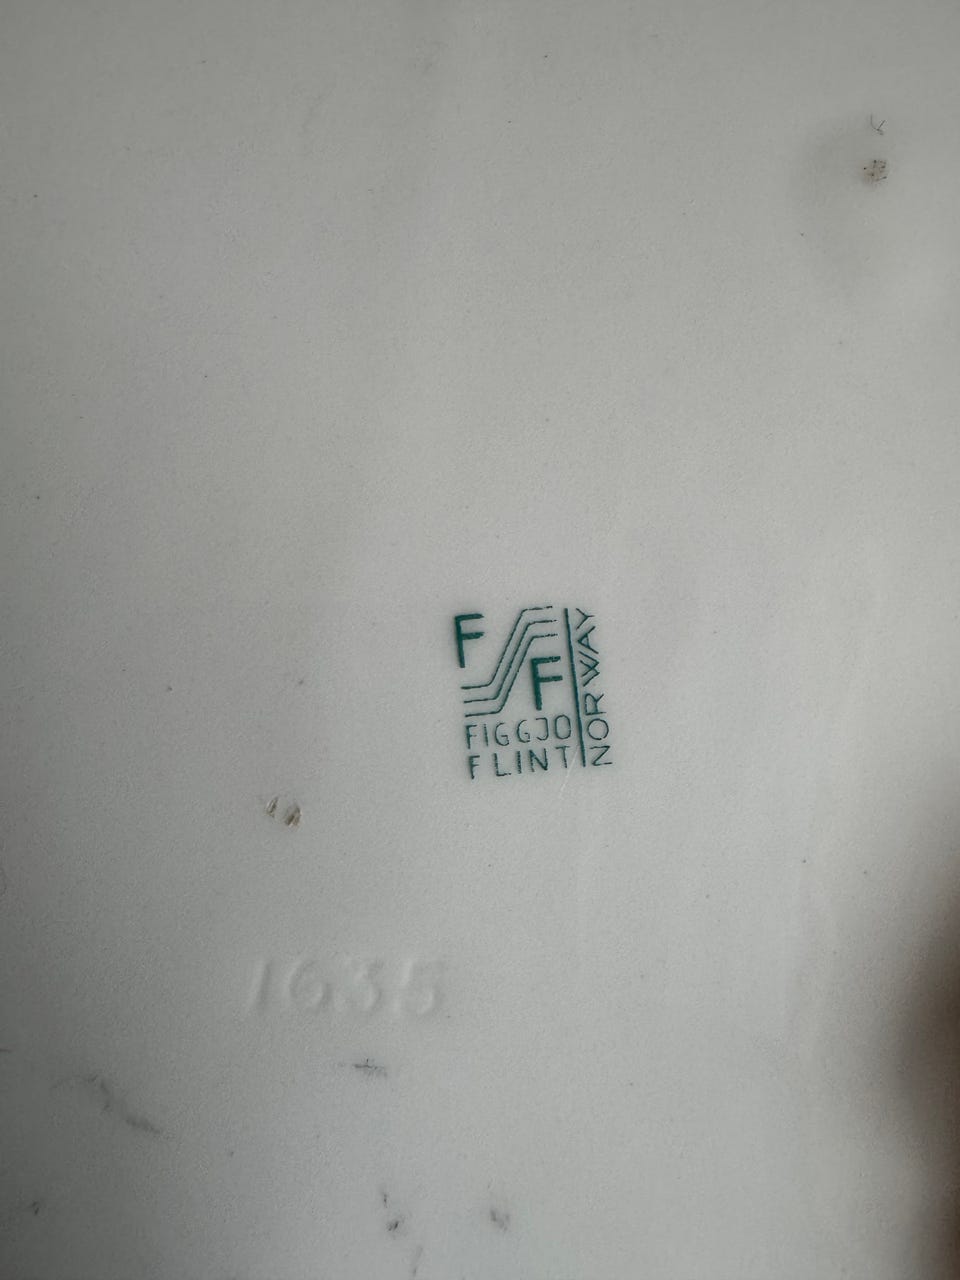 F
F
FIGGJO
FLINT
NORWAY
1635